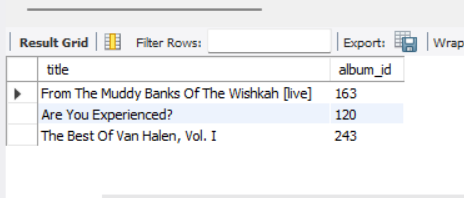 Result Grid Filter Rows: Export: Wrap
title album_id
From The Muddy Banks Of The Wishkah [live] 163
Are You Experienced? 120
The Best Of Van Halen, Vol. I 243